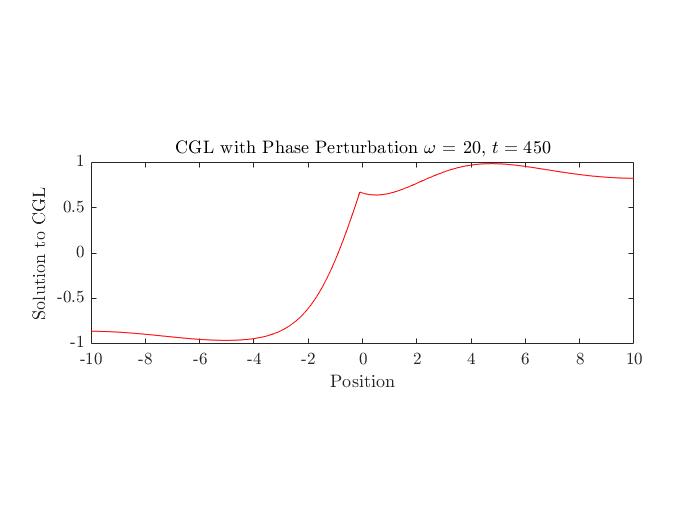 CGL with Phase Perturbation ω = 20, t = 450
Solution to CGL
1
0.5
0
-0.5
-1
-10 -8 -6 -4 -2 0 2 4 6 8 10
Position